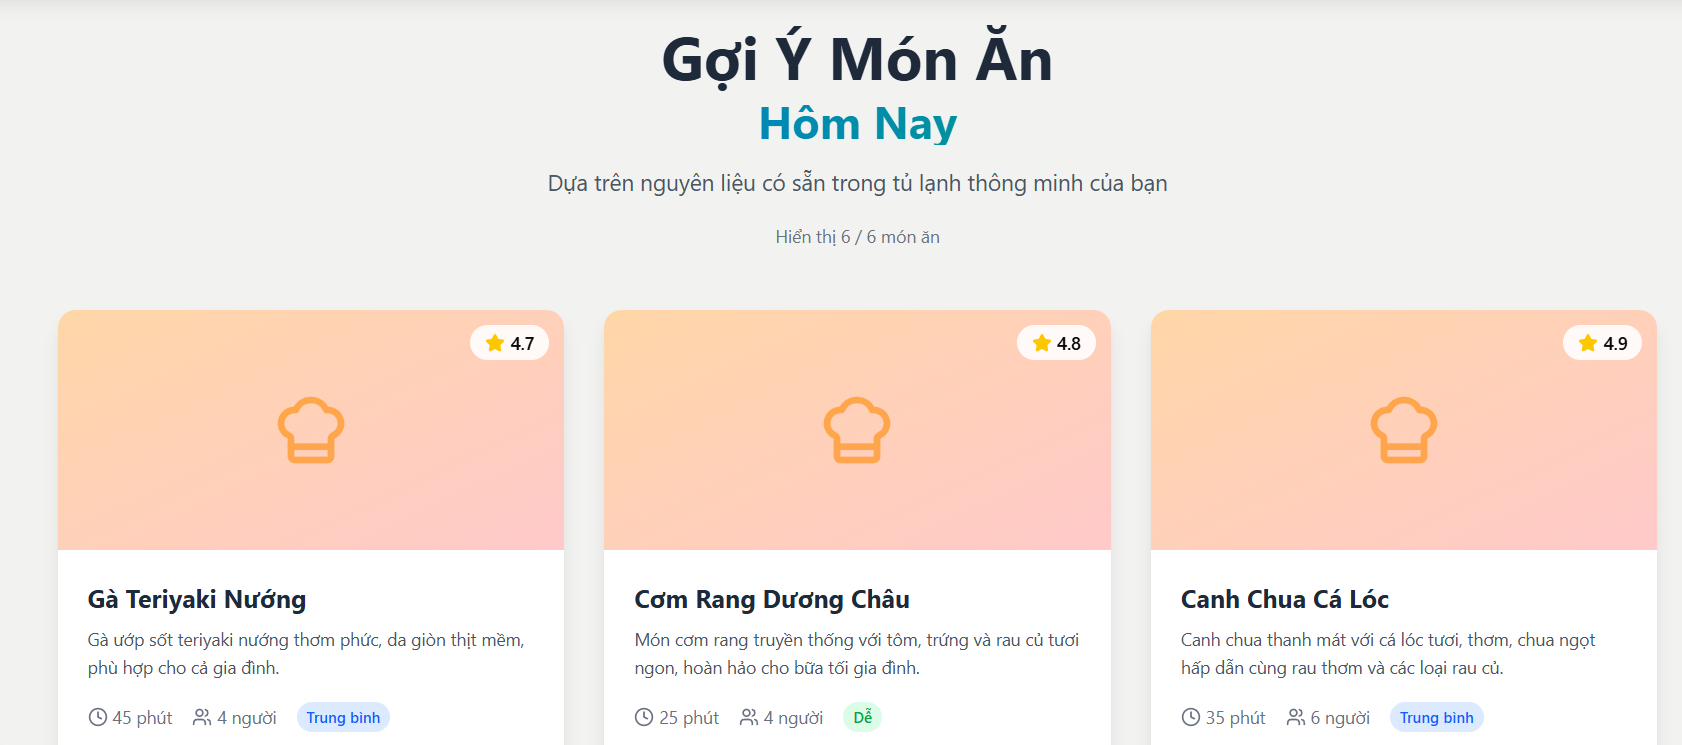 Gợi Ý Món Ăn
Hôm Nay
Dựa trên nguyên liệu có sẵn trong tủ lạnh thông minh của bạn
Hiển thị 6 / 6 món ăn
4.7
Gà Teriyaki Nướng
Gà ướp sốt teriyaki nướng thơm phức, da giòn thịt mềm,
phù hợp cho cả gia đình.
45 phút 4 người Trung bình
4.8
Cơm Rang Dương Châu
Món cơm rang truyền thống với tôm, trứng và rau củ tươi
ngon, hoàn hảo cho bữa tối gia đình.
25 phút 4 người Dễ
4.9
Canh Chua Cá Lóc
Canh chua thanh mát với cá lóc tươi, thơm, chua ngọt
hấp dẫn cùng rau thơm và các loại rau củ.
35 phút 6 người Trung bình